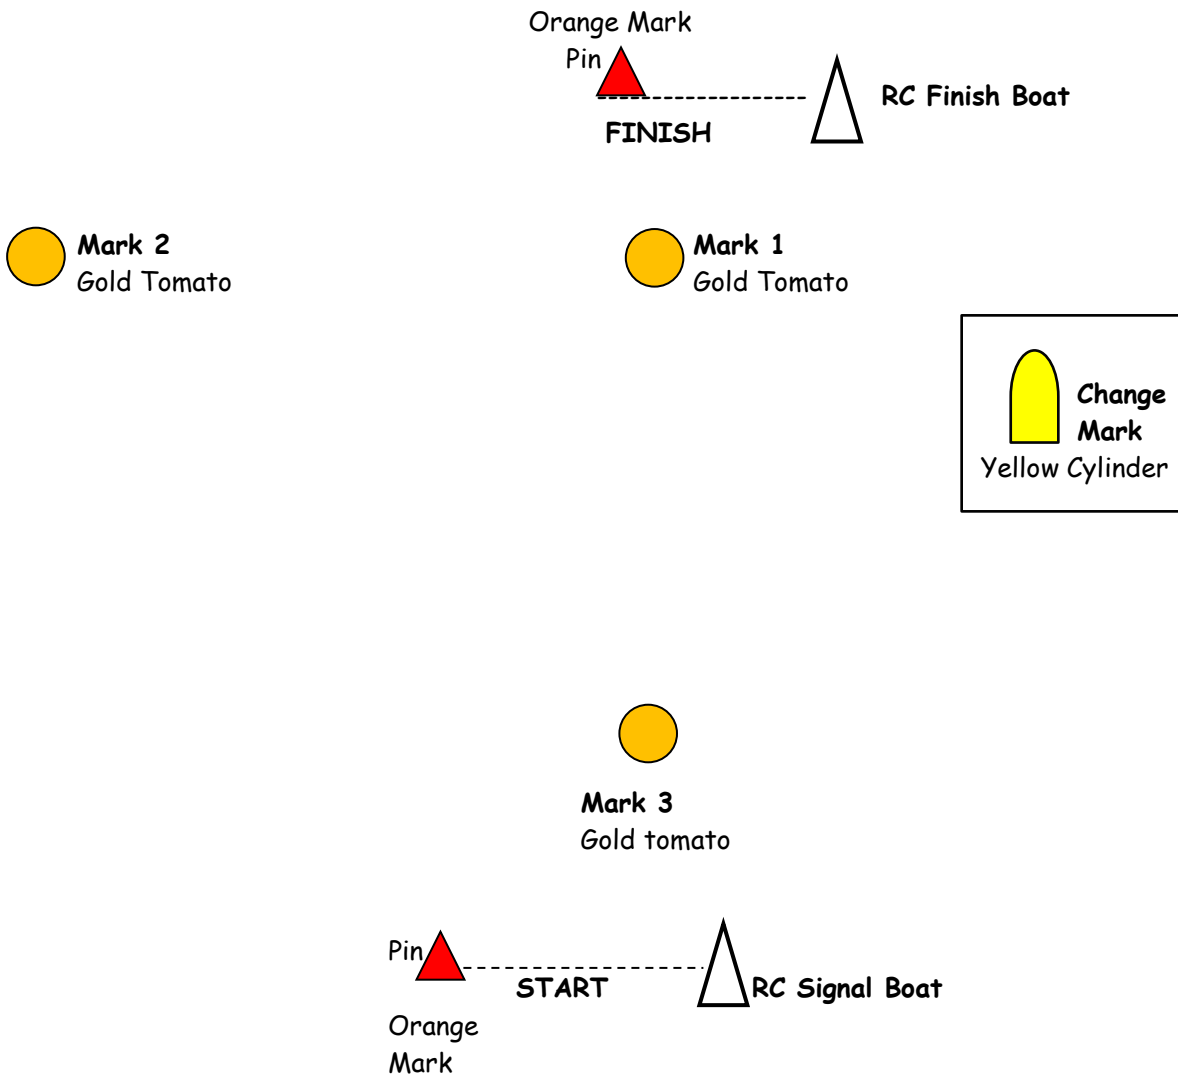 Orange Mark
Pin
RC Finish Boat
FINISH
Mark 2
Gold Tomato
Mark 1
Gold Tomato
Change
Mark
Yellow Cylinder
Mark 3
Gold tomato
Pin
START
RC Signal Boat
Orange
Mark